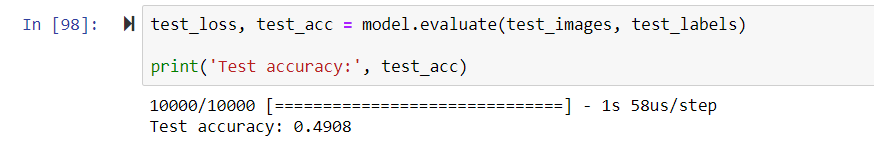 In [98]: test_loss, test_acc = model.evaluate(test_images, test_labels)
print('Test accuracy:', test_acc)
10000/10000 [==============================] - 1s 58us/step
Test accuracy: 0.4908